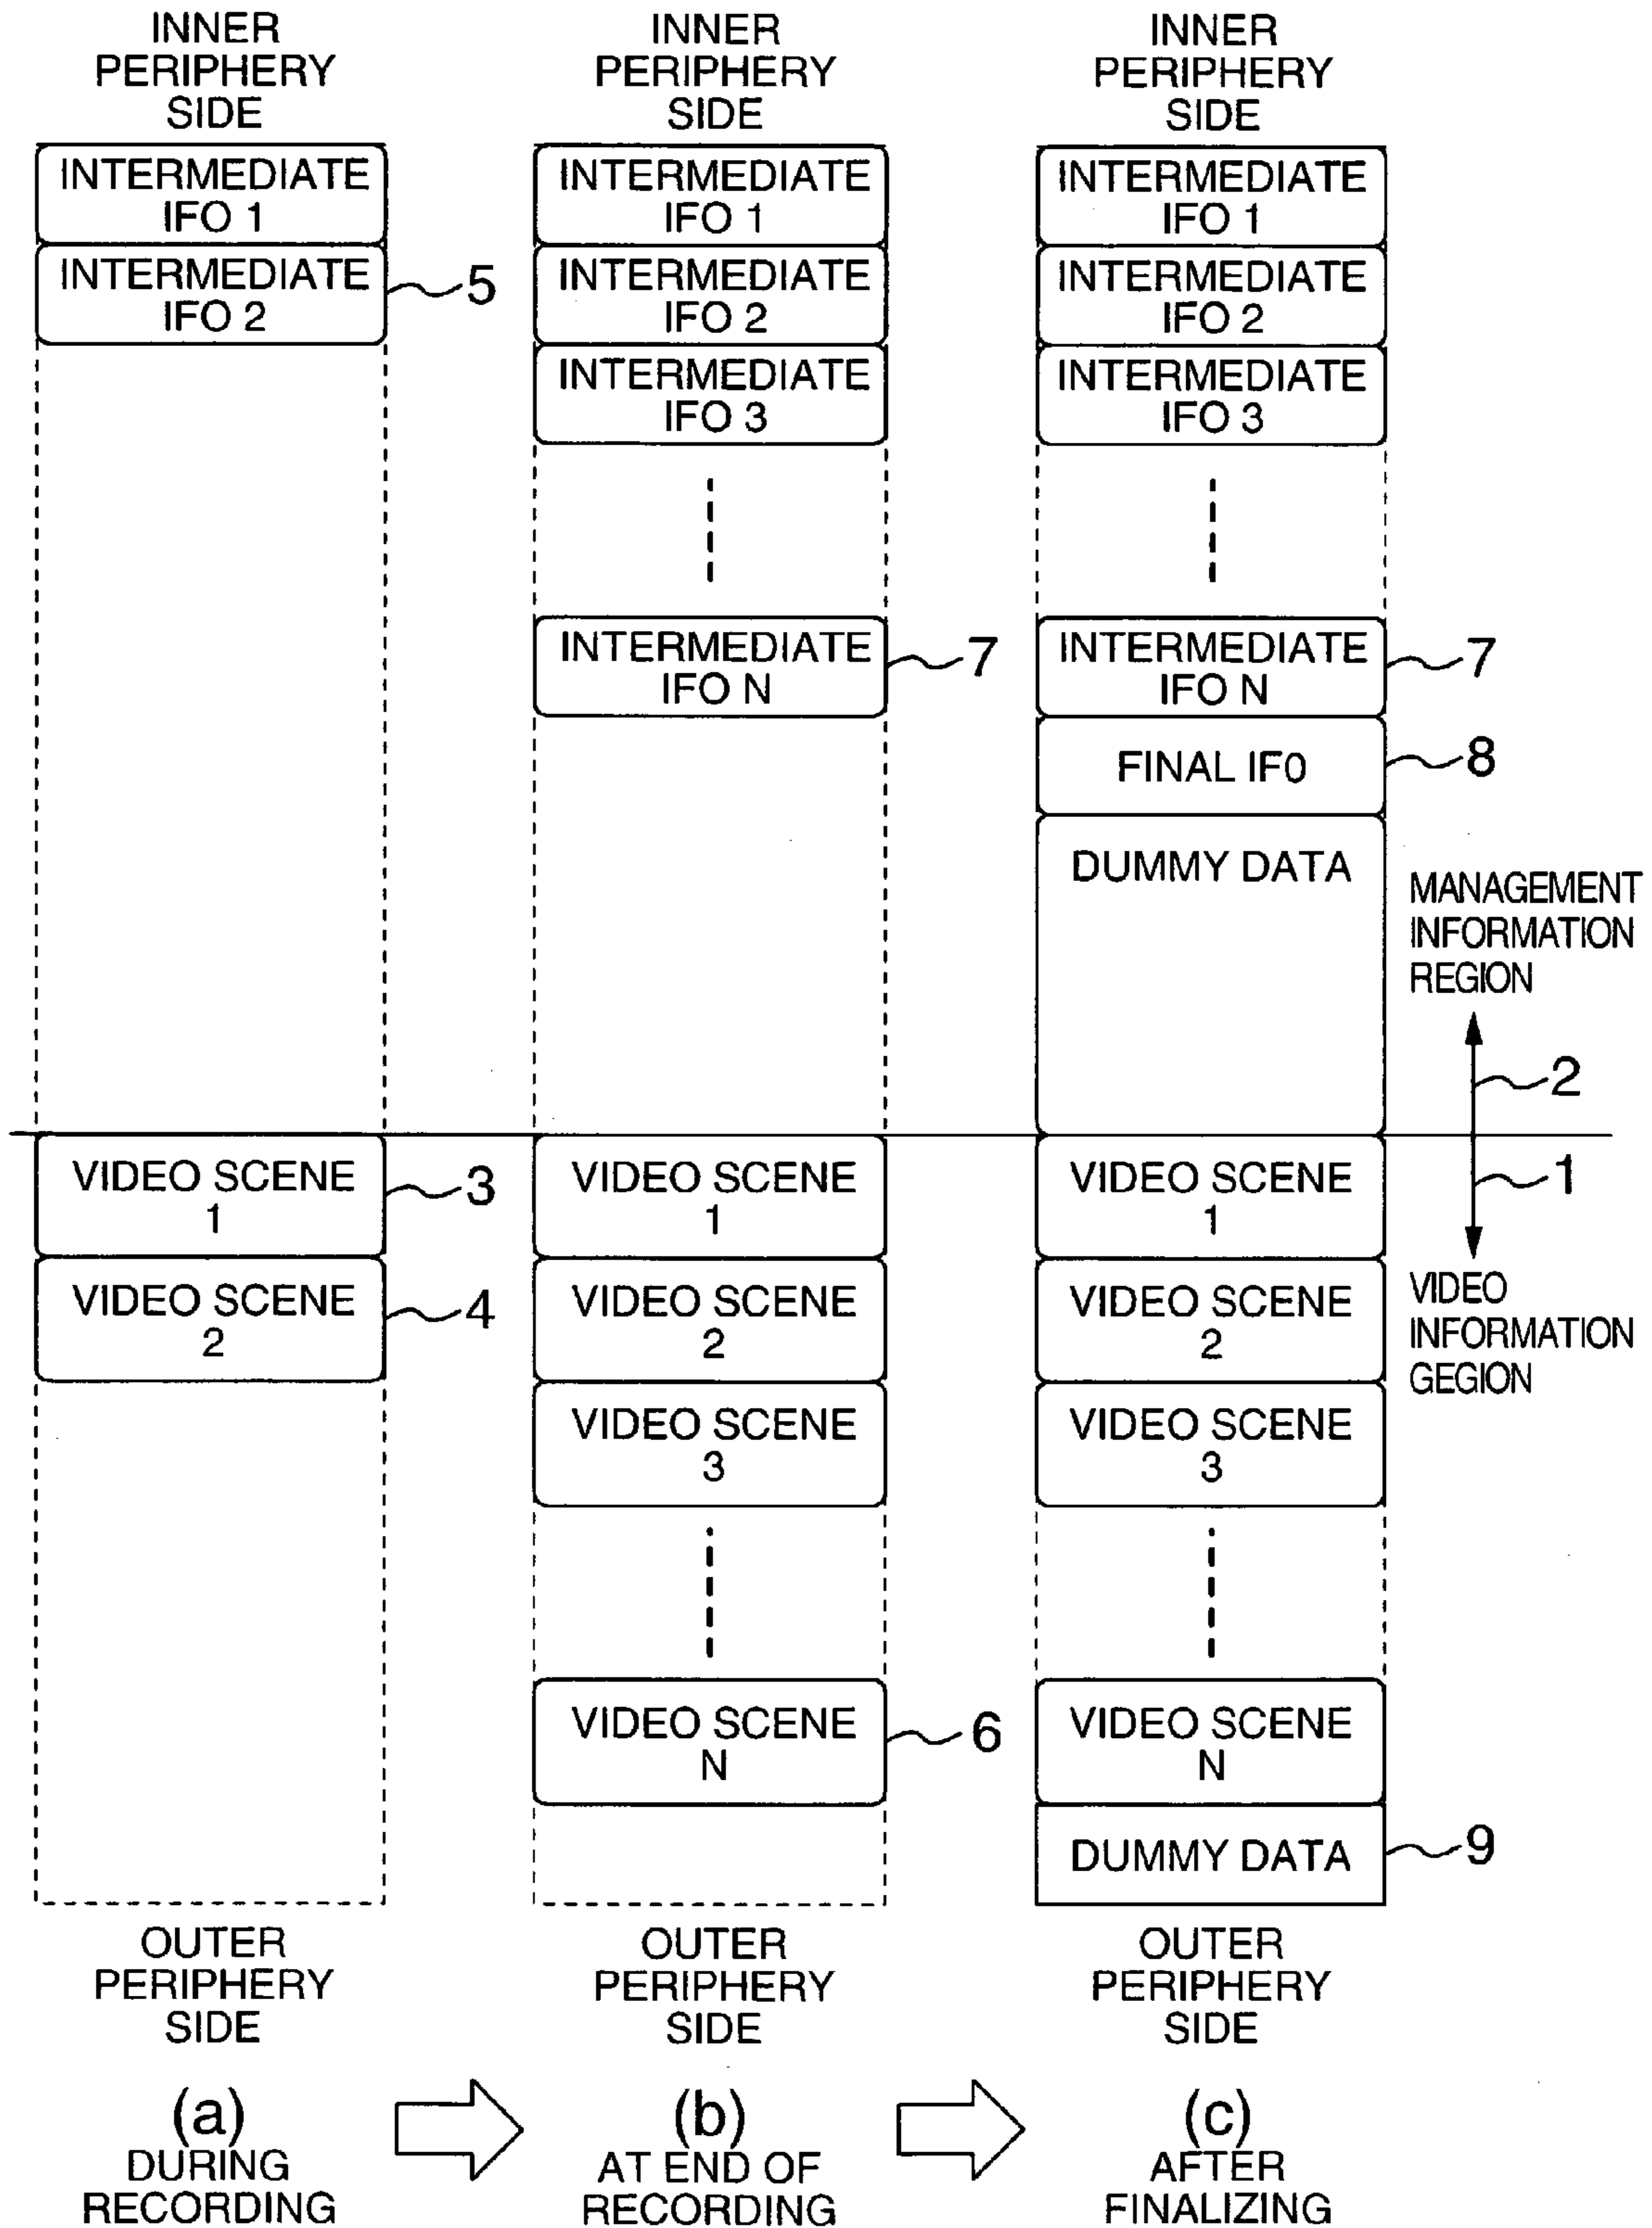 INNER
PERIPHERY
SIDE
INTERMEDIATE
IFO 1
INTERMEDIATE
IFO 2
5
VIDEO SCENE
1
3
VIDEO SCENE
2
4
OUTER
PERIPHERY
SIDE
(a)
DURING
RECORDING
INNER
PERIPHERY
SIDE
INTERMEDIATE
IFO 1
INTERMEDIATE
IFO 2
INTERMEDIATE
IFO 3
INTERMEDIATE
IFO N
7
VIDEO SCENE
1
VIDEO SCENE
2
VIDEO SCENE
3
VIDEO SCENE
N
6
OUTER
PERIPHERY
SIDE
(b)
AT END OF
RECORDING
INNER
PERIPHERY
SIDE
INTERMEDIATE
IFO 1
INTERMEDIATE
IFO 2
INTERMEDIATE
IFO 3
INTERMEDIATE
IFO N
7
FINAL IF0
8
DUMMY DATA
MANAGEMENT
INFORMATION
REGION
2
1
VIDEO
INFORMATION
GEGION
VIDEO SCENE
1
VIDEO SCENE
2
VIDEO SCENE
3
VIDEO SCENE
N
DUMMY DATA
9
OUTER
PERIPHERY
SIDE
(c)
AFTER
FINALIZING